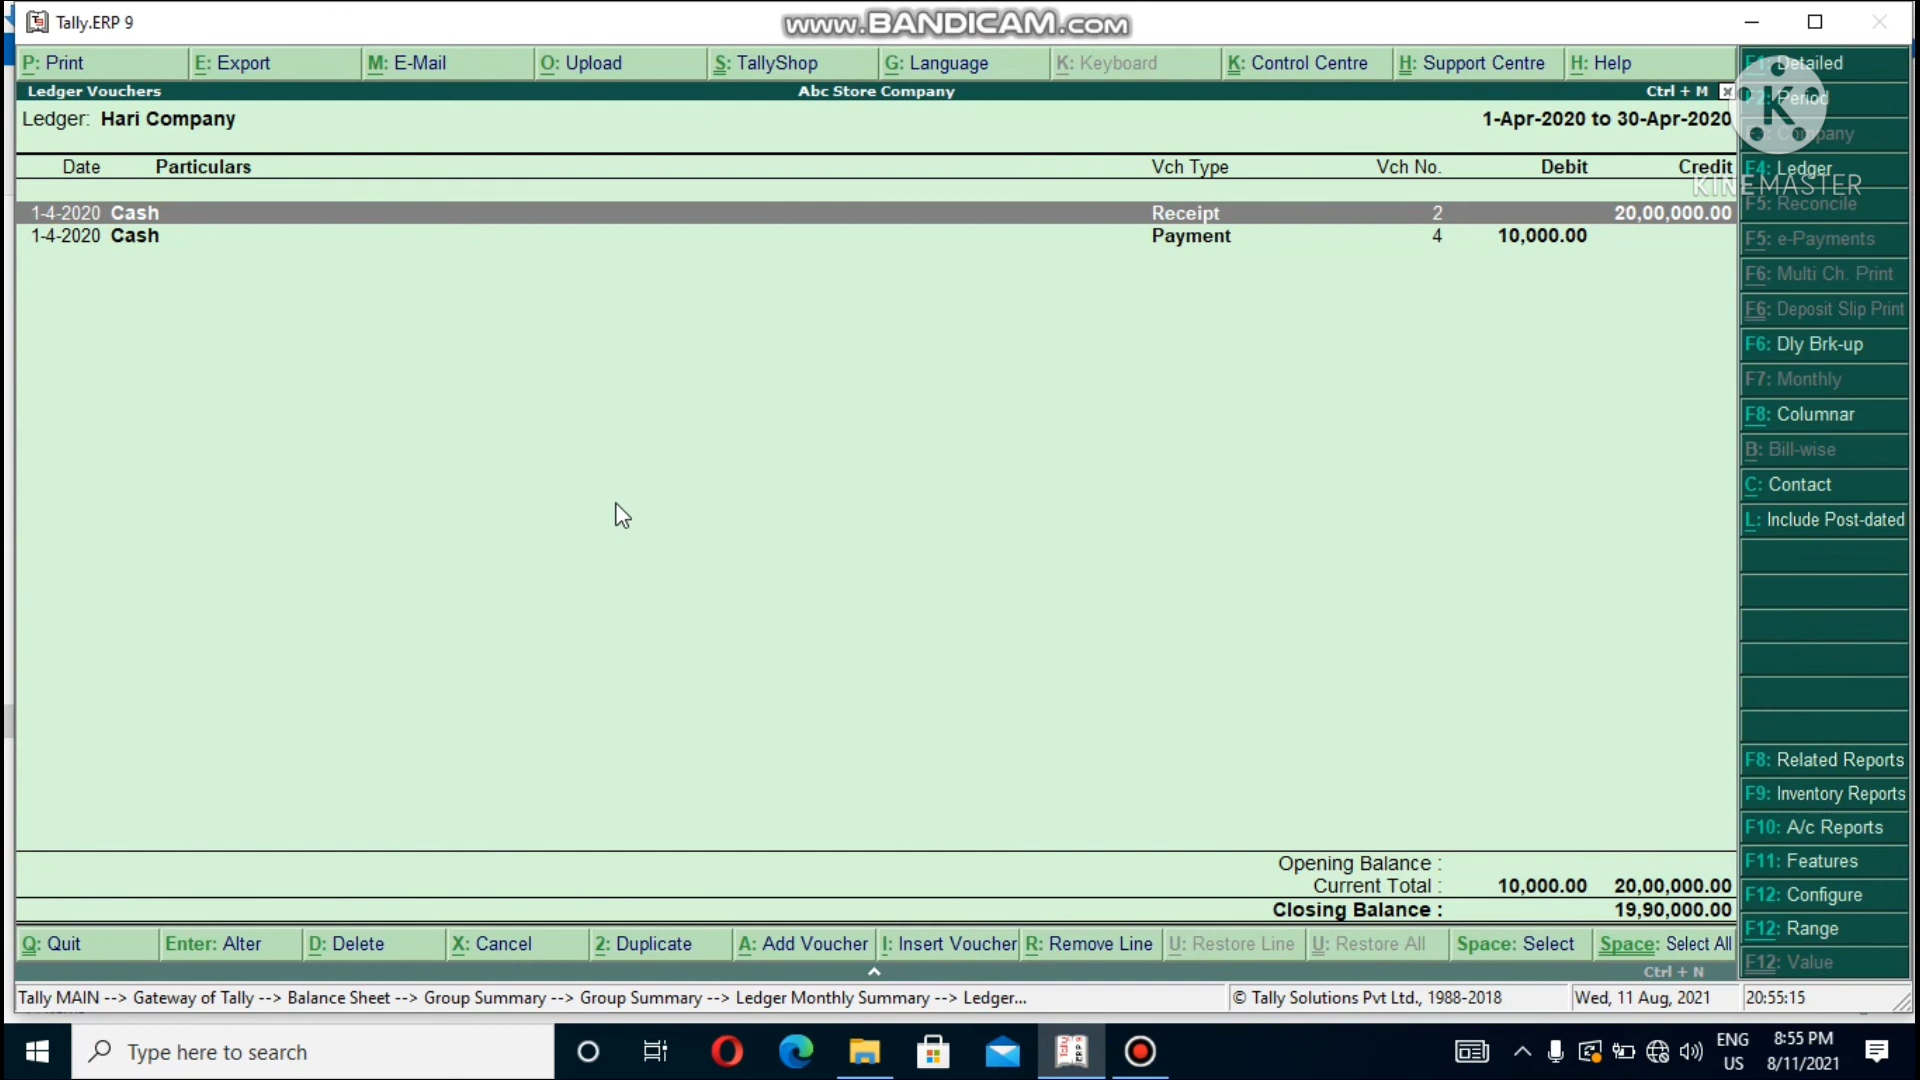 Tally.ERP 9
www.BANDICAM.com
P: Print E: Export M: E-Mail O: Upload S: TallyShop G: Language K: Keyboard K: Control Centre H: Support Centre H: Help
Ledger Vouchers Abc Store Company Ctrl + M
Ledger: Hari Company 1-Apr-2020 to 30-Apr-2020
Date Particulars Vch Type Vch No. Debit Credit
1-4-2020 Cash Receipt 2 20,00,000.00
1-4-2020 Cash Payment 4 10,000.00
Opening Balance :
Current Total : 10,000.00 20,00,000.00
Closing Balance : 19,90,000.00
F1: Detailed
F2: Period
F3: Company
K
F4: Ledger
KINEMASTER
F5: Reconcile
F5: e-Payments
F6: Multi Ch. Print
F6: Deposit Slip Print
F6: Dly Brk-up
F7: Monthly
F8: Columnar
B: Bill-wise
C: Contact
L: Include Post-dated
F8: Related Reports
F9: Inventory Reports
F10: A/c Reports
F11: Features
F12: Configure
F12: Range
F12: Value
Q: Quit Enter: Alter D: Delete X: Cancel 2: Duplicate A: Add Voucher I: Insert Voucher R: Remove Line U: Restore Line U: Restore All Space: Select Space: Select All
Ctrl + N
Tally MAIN --> Gateway of Tally --> Balance Sheet --> Group Summary --> Group Summary --> Ledger Monthly Summary --> Ledger... © Tally Solutions Pvt Ltd., 1988-2018 Wed, 11 Aug, 2021 20:55:15
Type here to search
ENG
US
8:55 PM
8/11/2021